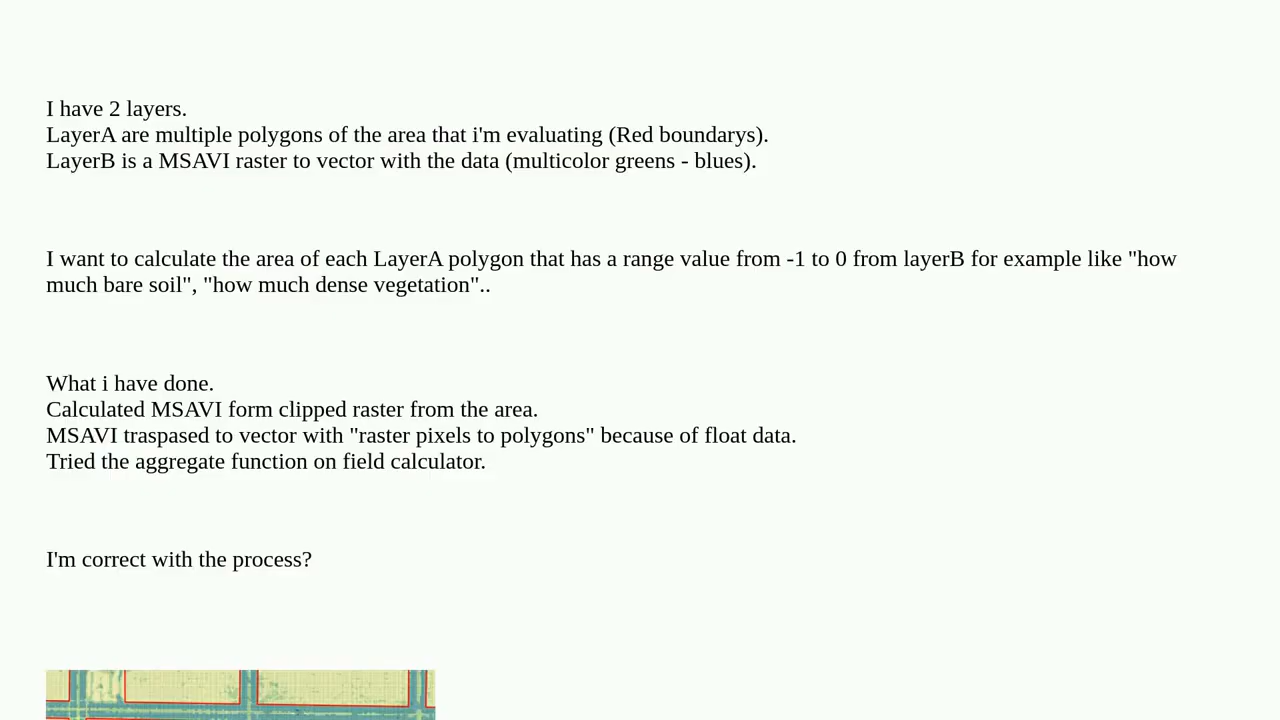 I have 2 layers.
LayerA are multiple polygons of the area that i'm evaluating (Red boundarys).
LayerB is a MSAVI raster to vector with the data (multicolor greens - blues).
I want to calculate the area of each LayerA polygon that has a range value from -1 to 0 from layerB for example like "how
much bare soil", "how much dense vegetation"..
What i have done.
Calculated MSAVI form clipped raster from the area.
MSAVI traspased to vector with "raster pixels to polygons" because of float data.
Tried the aggregate function on field calculator.
I'm correct with the process?